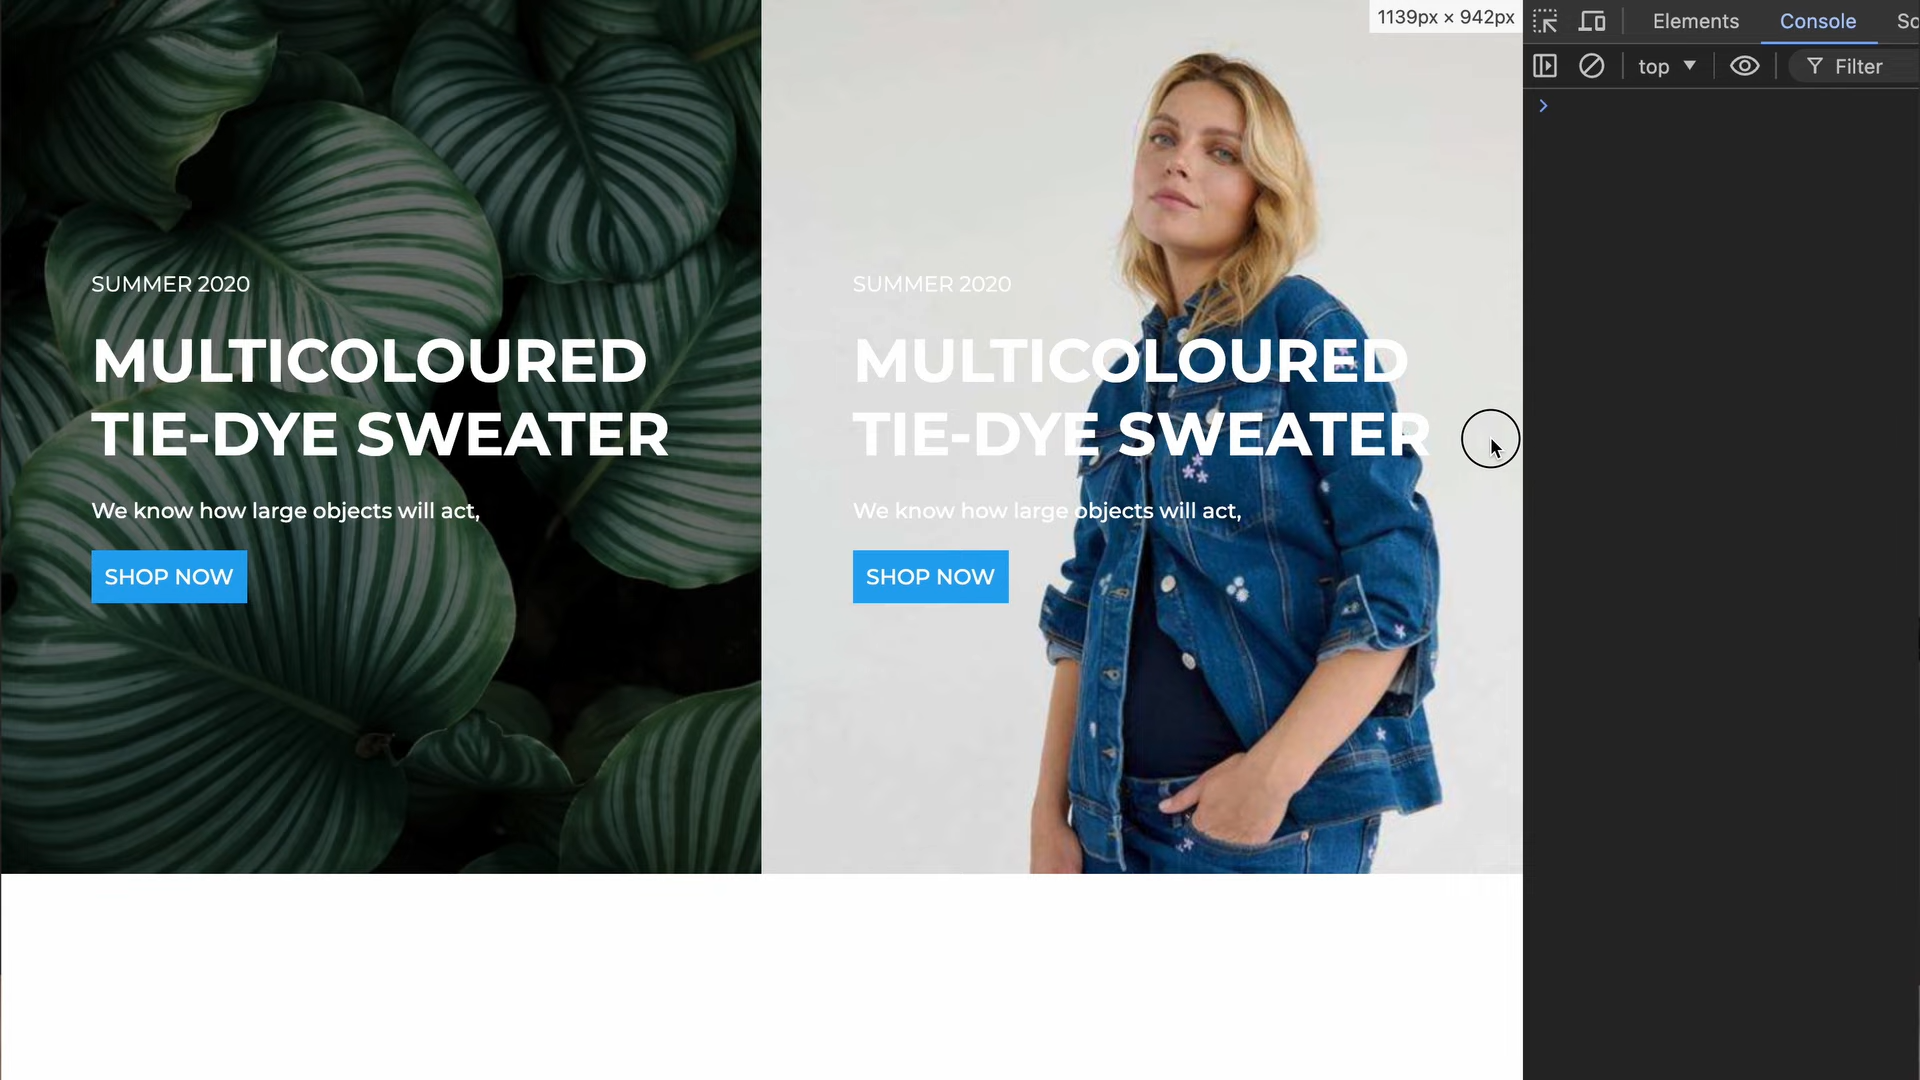 1139px × 942px
Elements Console So
top Filter
SUMMER 2020
MULTICOLOURED
TIE-DYE SWEATER
We know how large objects will act,
SHOP NOW
SUMMER 2020
MULTICOLOURED
TIE-DYE SWEATER
We know how large objects will act,
SHOP NOW